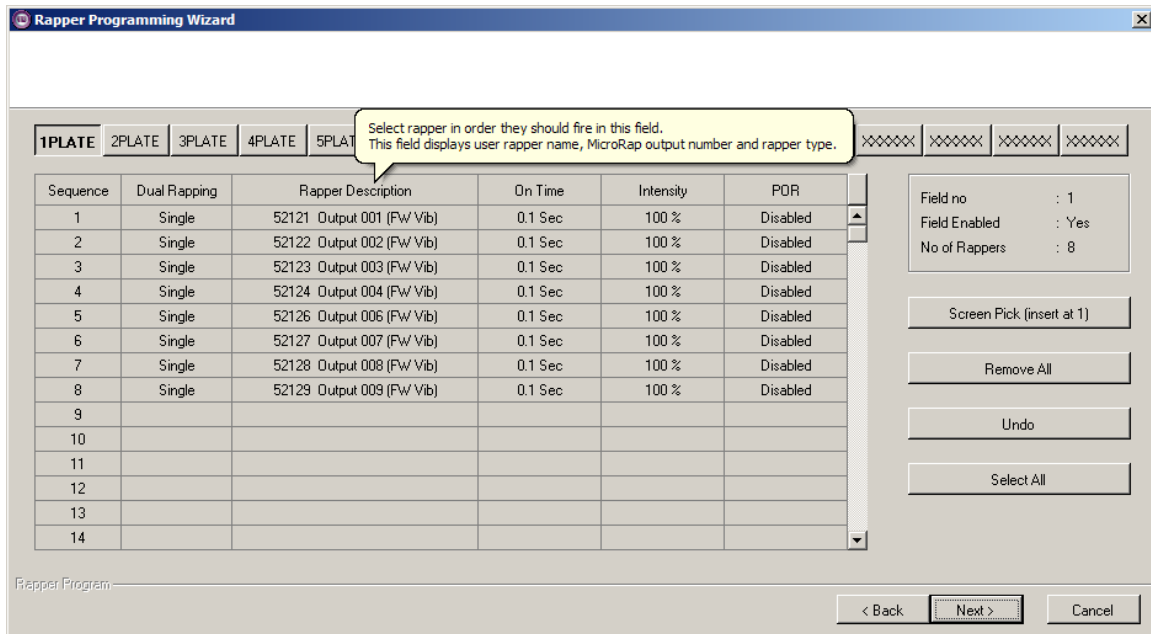 Rapper Programming Wizard
Select rapper in order they should fire in this field.
This field displays user rapper name, MicroRap output number and rapper type.
1PLATE 2PLATE 3PLATE 4PLATE 5PLAT XXXXXX XXXXXX XXXXXX XXXXXX
Sequence Dual Rapping Rapper Description On Time Intensity POR
1 Single 52121 Output 001 (FW Vib) 0.1 Sec 100 % Disabled
2 Single 52122 Output 002 (FW Vib) 0.1 Sec 100 % Disabled
3 Single 52123 Output 003 (FW Vib) 0.1 Sec 100 % Disabled
4 Single 52124 Output 004 (FW Vib) 0.1 Sec 100 % Disabled
5 Single 52126 Output 006 (FW Vib) 0.1 Sec 100 % Disabled
6 Single 52127 Output 007 (FW Vib) 0.1 Sec 100 % Disabled
7 Single 52128 Output 008 (FW Vib) 0.1 Sec 100 % Disabled
8 Single 52129 Output 009 (FW Vib) 0.1 Sec 100 % Disabled
9
10
11
12
13
14
Field no : 1
Field Enabled : Yes
No of Rappers : 8
Screen Pick (insert at 1)
Remove All
Undo
Select All
Rapper Program
< Back Next > Cancel